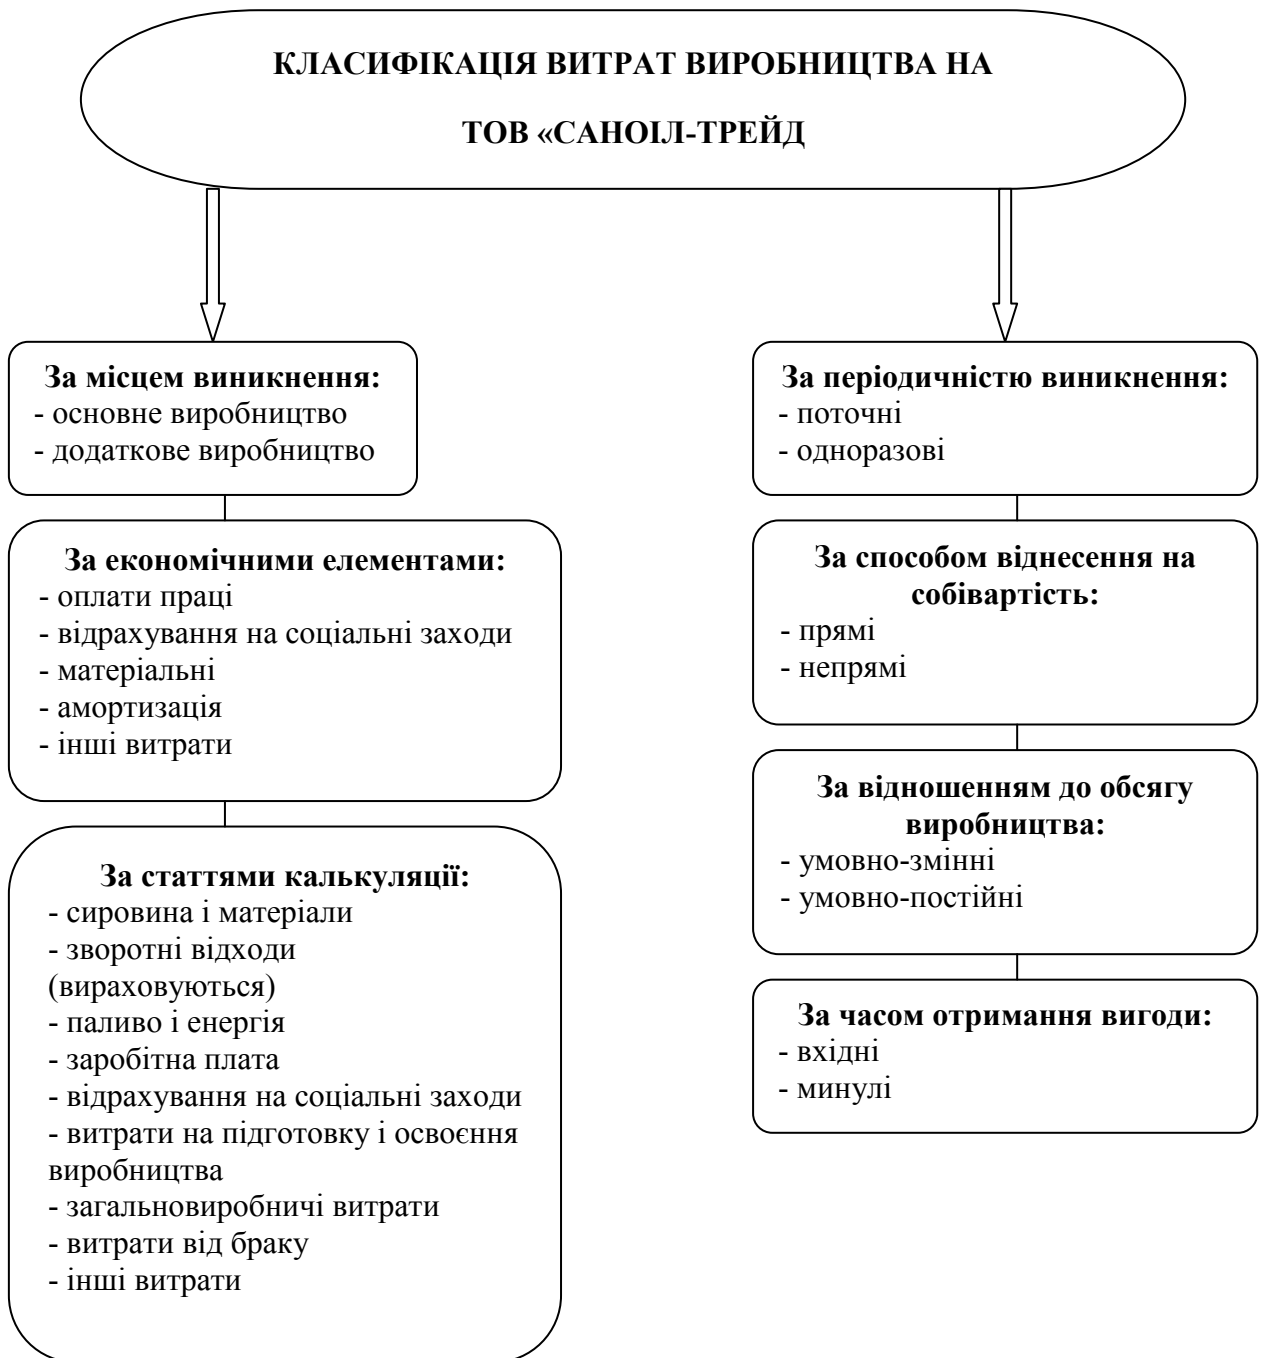 КЛАСИФІКАЦІЯ ВИТРАТ ВИРОБНИЦТВА НА
ТОВ «САНОІЛ-ТРЕЙД
За місцем виникнення:
- основне виробництво
- додаткове виробництво
За економічними елементами:
- оплати праці
- відрахування на соціальні заходи
- матеріальні
- амортизація
- інші витрати
За статтями калькуляції:
- сировина і матеріали
- зворотні відходи
(вираховуються)
- паливо і енергія
- заробітна плата
- відрахування на соціальні заходи
- витрати на підготовку і освоєння
виробництва
- загальновиробничі витрати
- витрати від браку
- інші витрати
За періодичністю виникнення:
- поточні
- одноразові
За способом віднесення на
собівартість:
- прямі
- непрямі
За відношенням до обсягу
виробництва:
- умовно-змінні
- умовно-постійні
За часом отримання вигоди:
- вхідні
- минулі